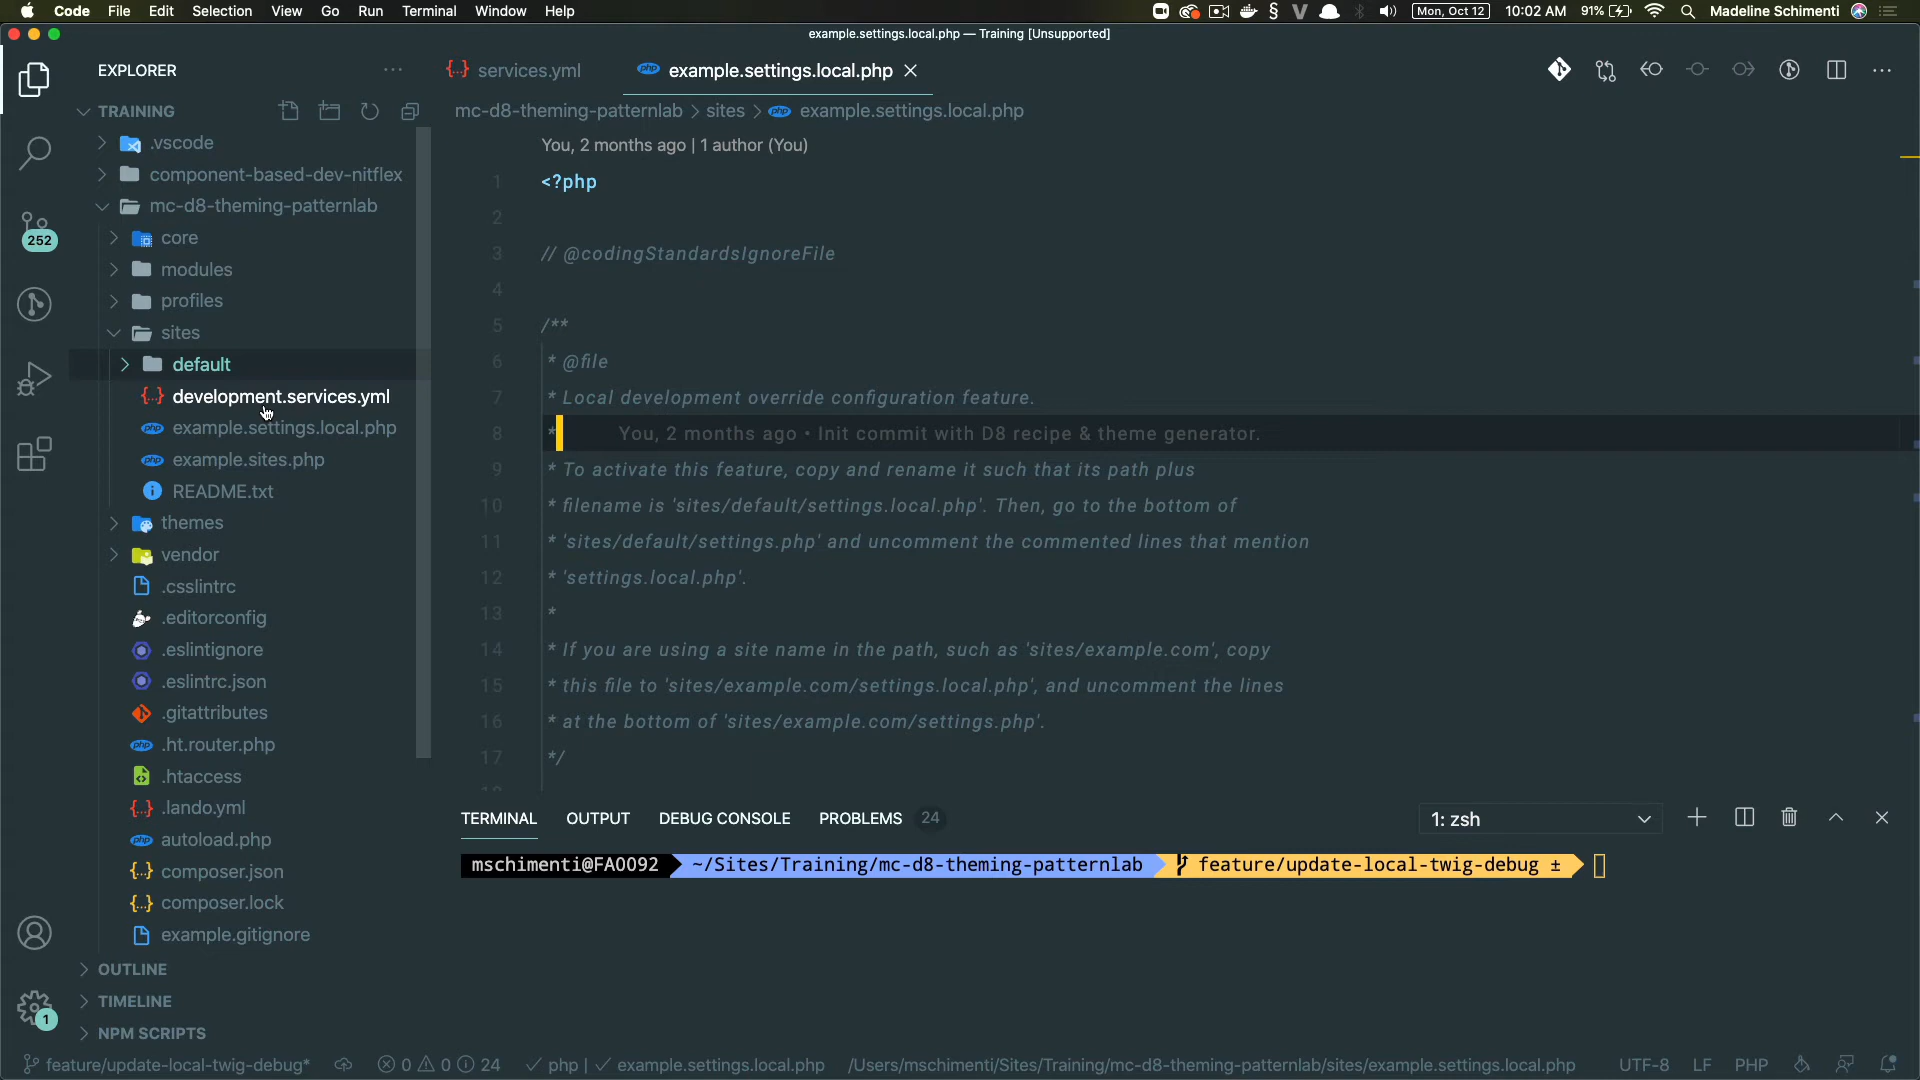 Code File Edit Selection View Go Run Terminal Window Help Mon, Oct 12 10:02 AM 91% Madeline Schimenti
example.settings.local.php — Training [Unsupported]
EXPLORER
services.yml
example.settings.local.php
TRAINING
mc-d8-theming-patternlab > sites > example.settings.local.php
.vscode
component-based-dev-nitflex
mc-d8-theming-patternlab
core
modules
profiles
sites
default
development.services.yml
example.settings.local.php
example.sites.php
README.txt
themes
vendor
.csslintrc
.editorconfig
.eslintignore
.eslintrc.json
.gitattributes
.ht.router.php
.htaccess
.lando.yml
autoload.php
composer.json
composer.lock
example.gitignore
OUTLINE
TIMELINE
NPM SCRIPTS
252
1
You, 2 months ago | 1 author (You)
1 <?php
2
3 // @codingStandardsIgnoreFile
4
5 /**
6 * @file
7 * Local development override configuration feature.
8 * You, 2 months ago • Init commit with D8 recipe & theme generator.
9 * To activate this feature, copy and rename it such that its path plus
10 * filename is 'sites/default/settings.local.php'. Then, go to the bottom of
11 * 'sites/default/settings.php' and uncomment the commented lines that mention
12 * 'settings.local.php'.
13 *
14 * If you are using a site name in the path, such as 'sites/example.com', copy
15 * this file to 'sites/example.com/settings.local.php', and uncomment the lines
16 * at the bottom of 'sites/example.com/settings.php'.
17 */
TERMINAL OUTPUT DEBUG CONSOLE PROBLEMS 24 1: zsh
mschimenti@FA0092 ~/Sites/Training/mc-d8-theming-patternlab feature/update-local-twig-debug ±
feature/update-local-twig-debug* 0 0 24 php | example.settings.local.php /Users/mschimenti/Sites/Training/mc-d8-theming-patternlab/sites/example.settings.local.php UTF-8 LF PHP